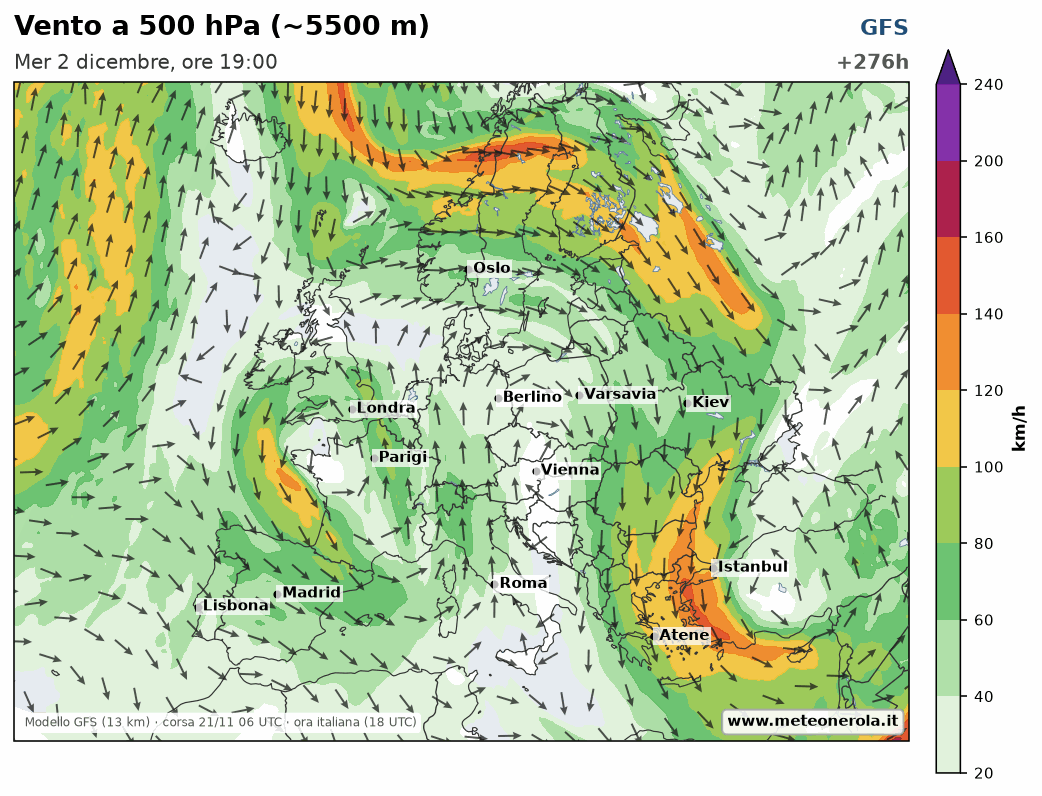 Vento a 500 hPa (~5500 m)
GFS
Mer 2 dicembre, ore 19:00
+276h
240
200
160
140
120
100
80
60
40
20
km/h
Oslo
Londra
Berlino
Varsavia
Kiev
Parigi
Vienna
Istanbul
Roma
Madrid
Lisbona
Atene
Modello GFS (13 km) · corsa 21/11 06 UTC · ora italiana (18 UTC)
www.meteonerola.it